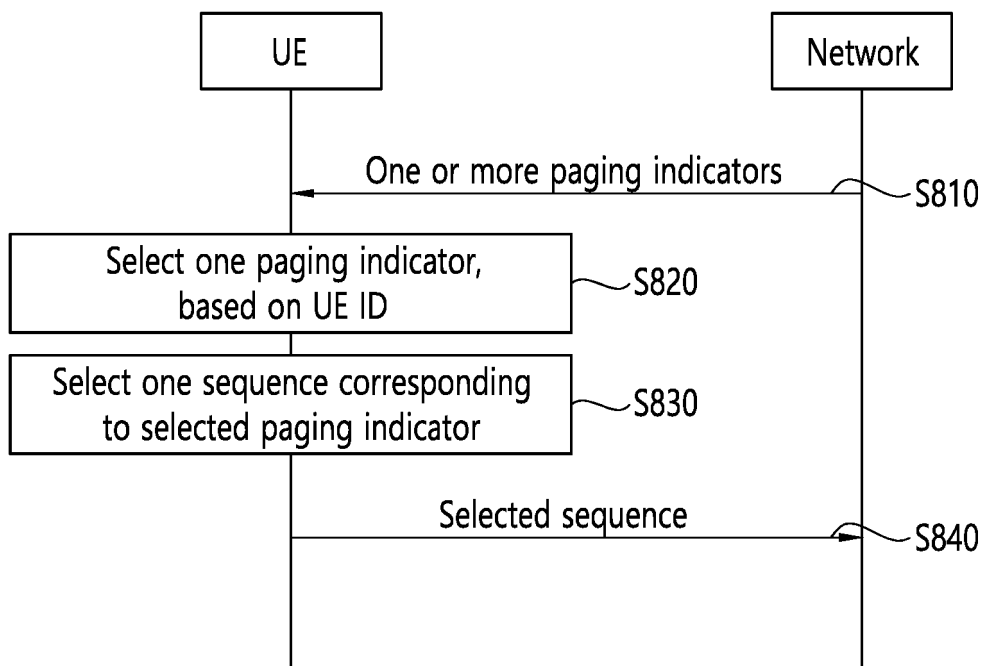 UE
Network
One or more paging indicators
S810
Select one paging indicator,
based on UE ID
S820
Select one sequence corresponding
to selected paging indicator
S830
Selected sequence
S840